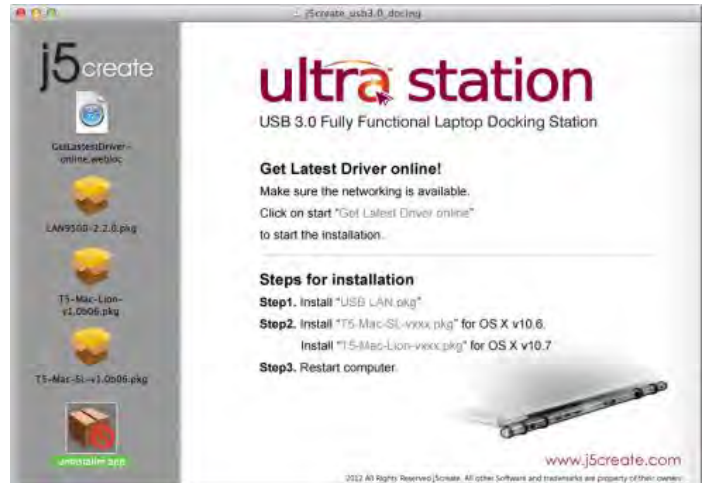 j5create_usb3.0_docing
j5create
GetLastestDriver-
online.webloc
LAN9500-2.2.0.pkg
T5-Mac-Lion-
v1.0b06.pkg
T5-Mac-SL-v1.0b06.pkg
uninstaller.app
ultra station
USB 3.0 Fully Functional Laptop Docking Station
Get Latest Driver online!
Make sure the networking is available.
Click on start "Get Latest Driver online"
to start the installation.
Steps for installation
Step1. Install "USB LAN.pkg"
Step2. Install "T5-Mac-SL-vxxx.pkg" for OS X v10.6.
Install "T5-Mac-Lion-vxxx.pkg" for OS X v10.7
Step3. Restart computer.
www.j5create.com
2012 All Rights Reserved j5create. All other Software and trademarks are property of their owners